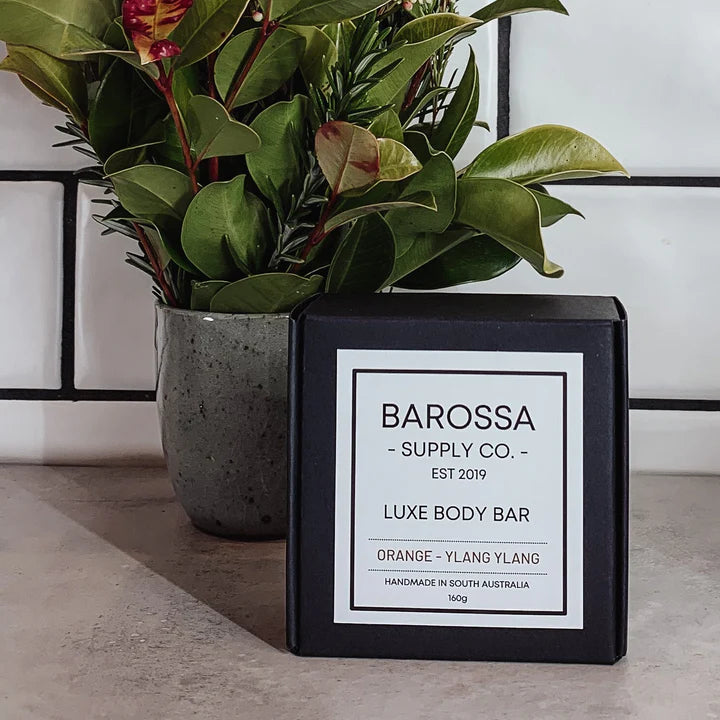 BAROSSA
- SUPPLY CO. -
EST 2019
LUXE BODY BAR
ORANGE - YLANG YLANG
HANDMADE IN SOUTH AUSTRALIA
160g